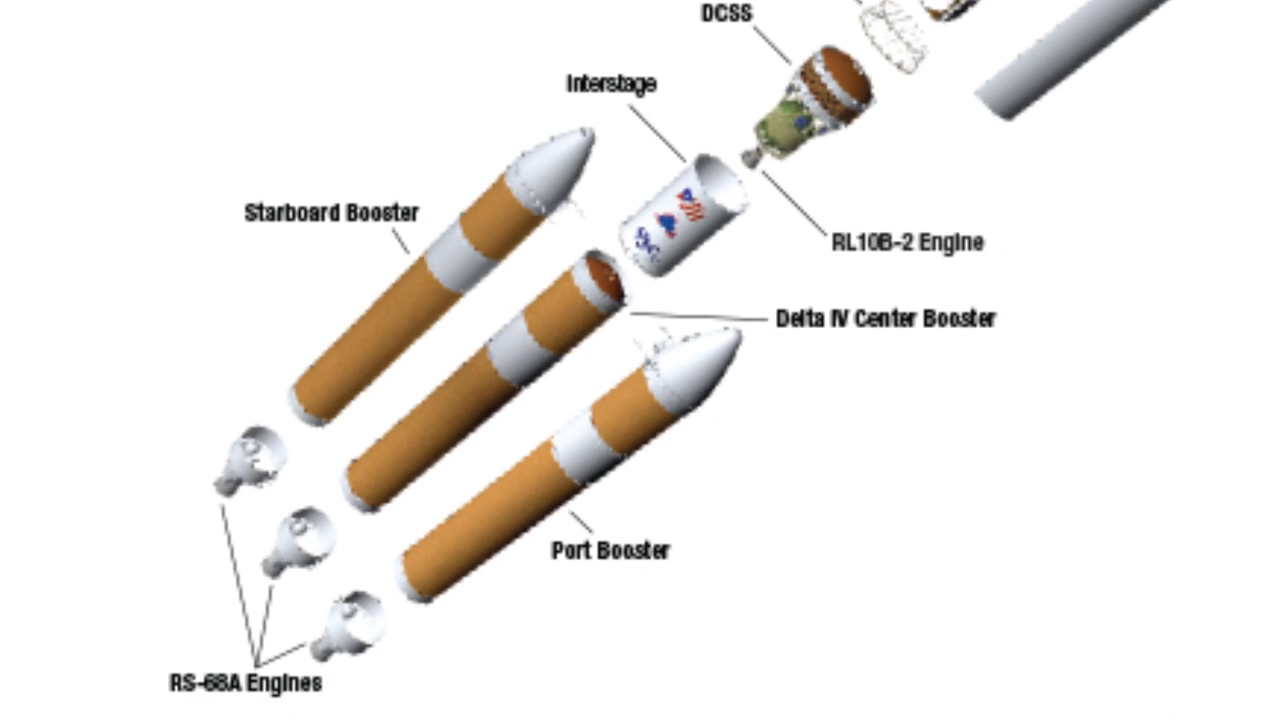 DCSS
Interstage
Starboard Booster
RL10B-2 Engine
Delta IV Center Booster
Port Booster
RS-68A Engines